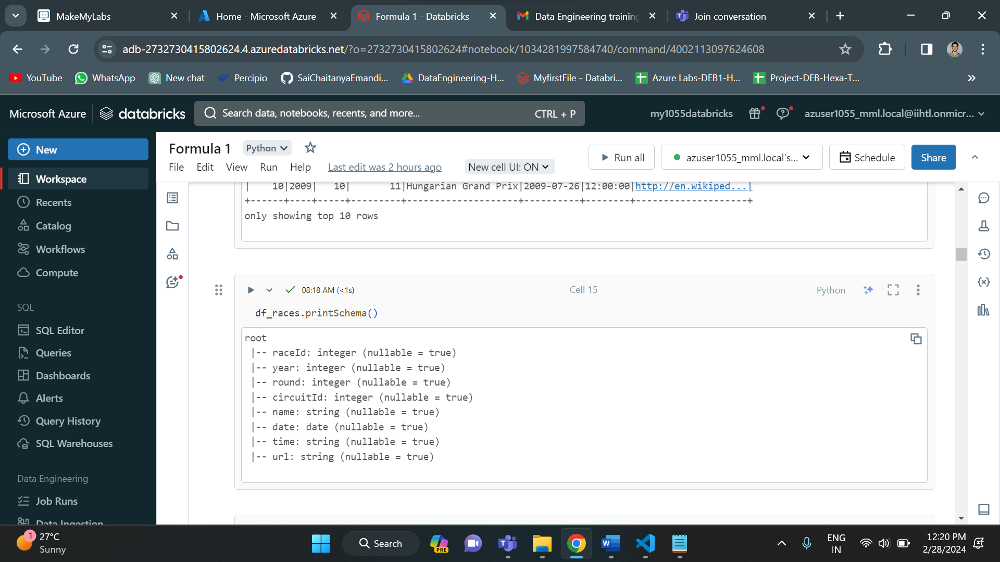 MakeMyLabs
Home - Microsoft Azure
Formula 1 - Databricks
Data Engineering training
Join conversation
adb-2732730415802624.4.azuredatabricks.net/?o=2732730415802624#notebook/1034281997584740/command/4002113097624608
YouTube
WhatsApp
New chat
Percipio
SaiChaitanyaEmandi...
DataEngineering-H...
MyfirstFile - Databri...
Azure Labs-DEB1-H...
Project-DEB-Hexa-T...
Microsoft Azure
databricks
Search data, notebooks, recents, and more...
CTRL + P
my1055databricks
azuser1055_mml.local@iihtl.onmicr...
New
Workspace
Recents
Catalog
Workflows
Compute
SQL
SQL Editor
Queries
Dashboards
Alerts
Query History
SQL Warehouses
Data Engineering
Job Runs
Data Ingestion
Formula 1
Python
File
Edit
View
Run
Help
Last edit was 2 hours ago
New cell UI: ON
Run all
azuser1055_mml.local's...
Schedule
Share
|    10|2009|   10|       11|Hungarian Grand Prix|2009-07-26|12:00:00|http://en.wikiped...|
+------+----+-----+---------+--------------------+----------+--------+--------------------+
only showing top 10 rows
08:18 AM (<1s)
Cell 15
Python
df_races.printSchema()
root
|-- raceId: integer (nullable = true)
|-- year: integer (nullable = true)
|-- round: integer (nullable = true)
|-- circuitId: integer (nullable = true)
|-- name: string (nullable = true)
|-- date: date (nullable = true)
|-- time: string (nullable = true)
|-- url: string (nullable = true)
1
27°C
Sunny
Search
PRE
ENG
IN
12:20 PM
2/28/2024